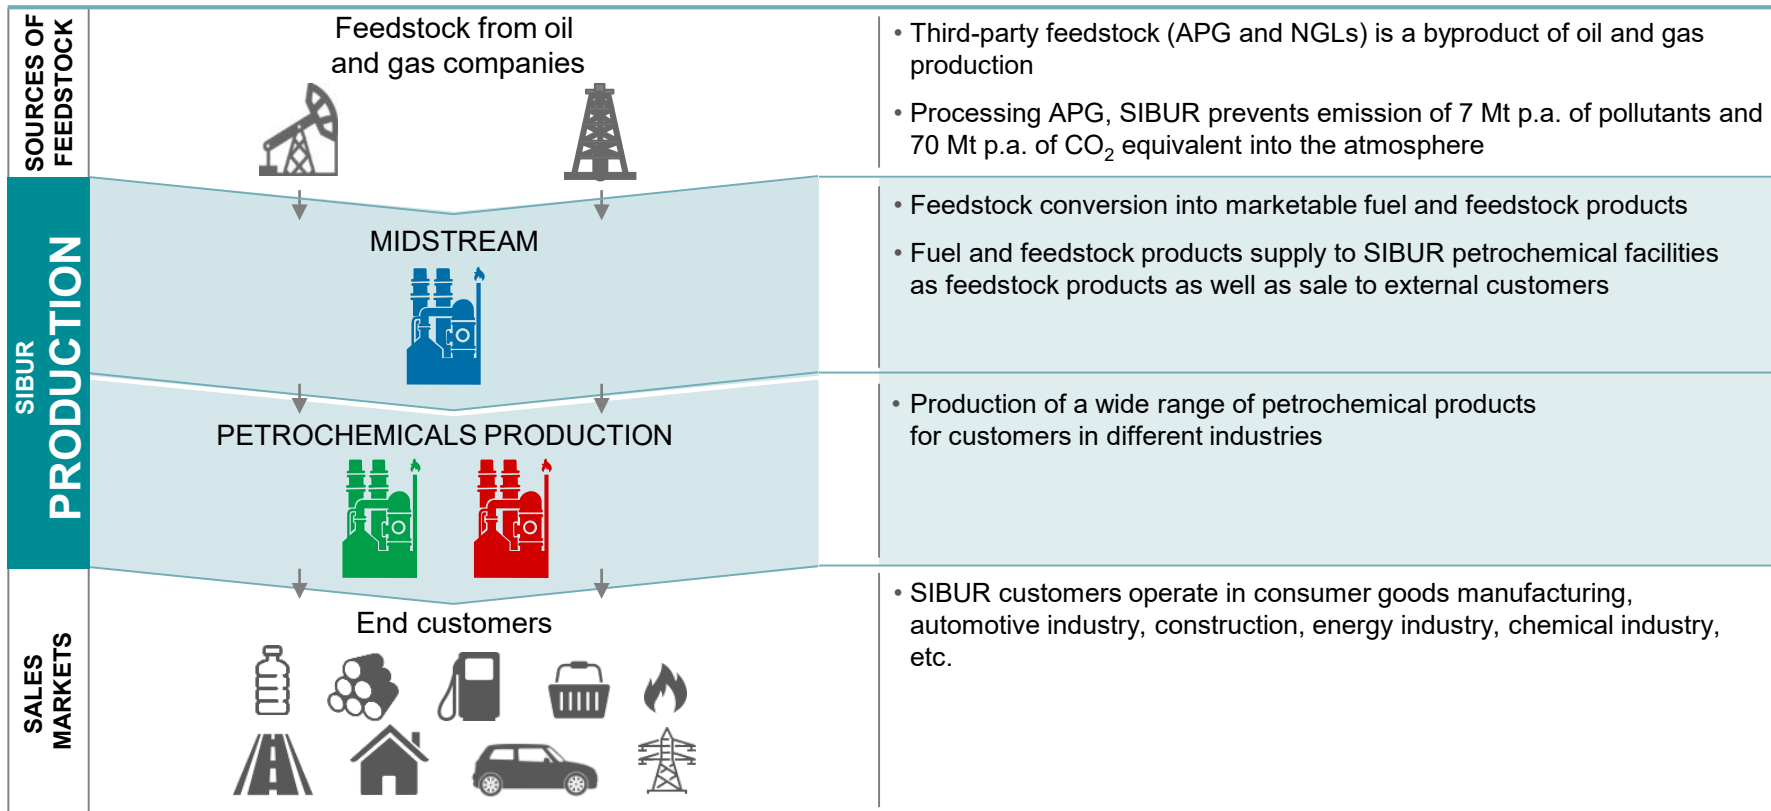 SOURCES OF
FEEDSTOCK
Feedstock from oil
and gas companies
• Third-party feedstock (APG and NGLs) is a byproduct of oil and gas
production
• Processing APG, SIBUR prevents emission of 7 Mt p.a. of pollutants and
70 Mt p.a. of CO₂ equivalent into the atmosphere
SIBUR
PRODUCTION
MIDSTREAM
• Feedstock conversion into marketable fuel and feedstock products
• Fuel and feedstock products supply to SIBUR petrochemical facilities
as feedstock products as well as sale to external customers
PETROCHEMICALS PRODUCTION
• Production of a wide range of petrochemical products
for customers in different industries
SALES
MARKETS
End customers
• SIBUR customers operate in consumer goods manufacturing,
automotive industry, construction, energy industry, chemical industry,
etc.